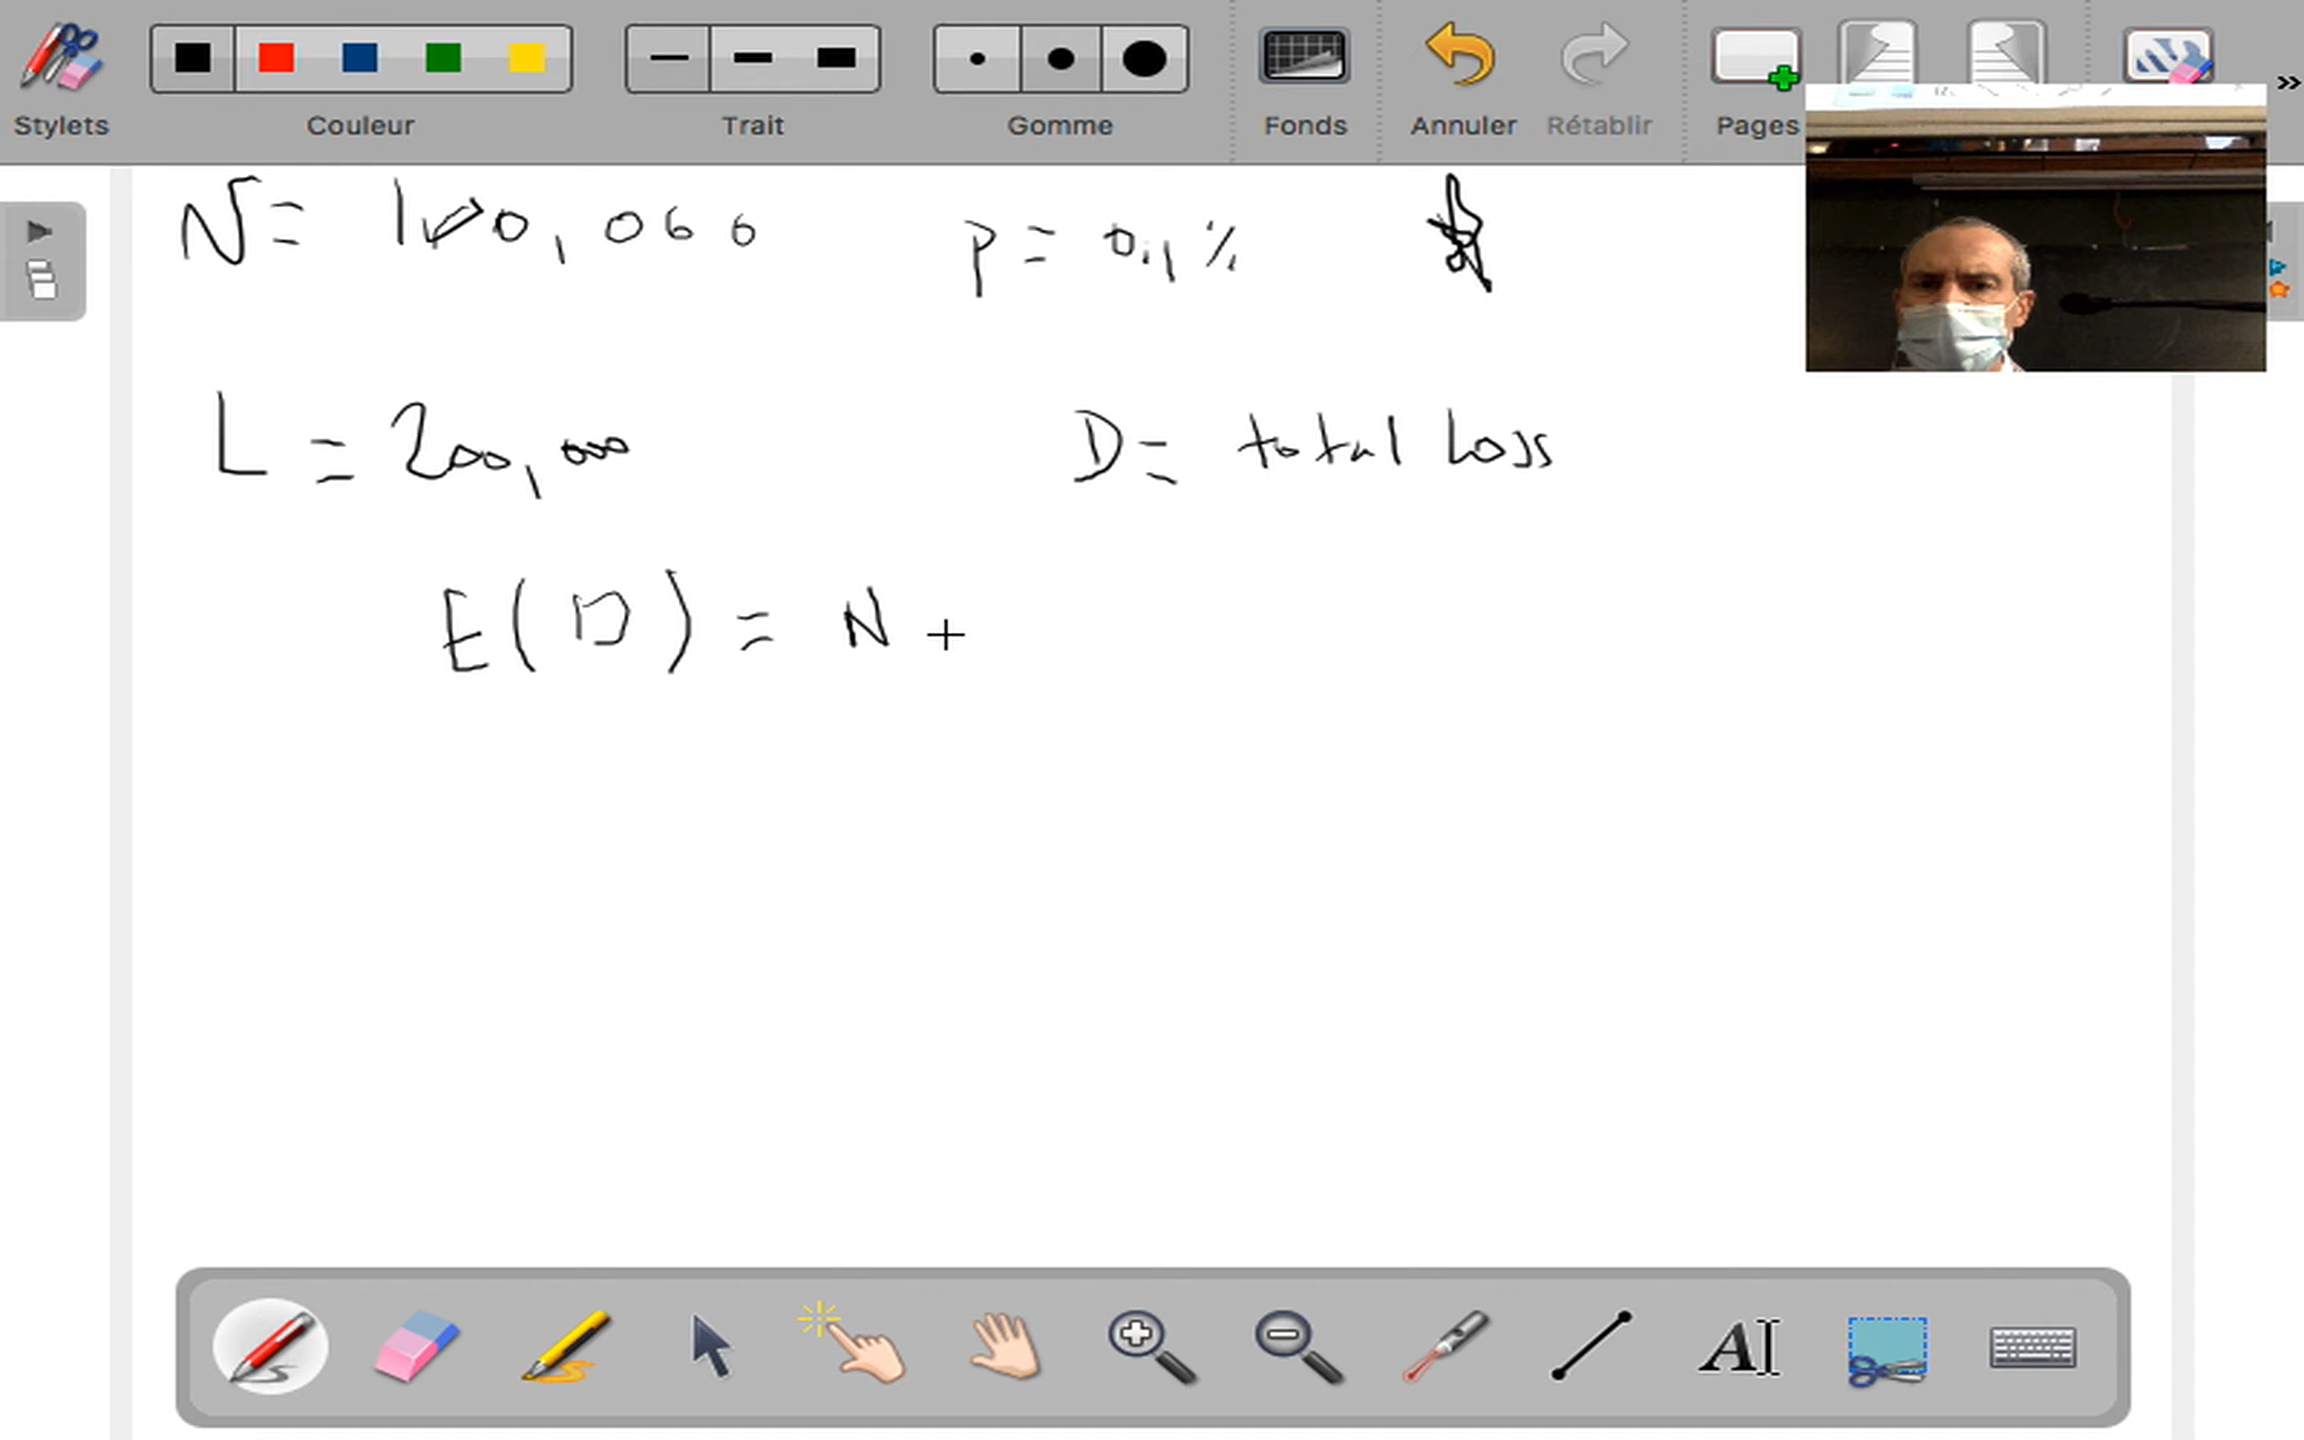 Stylets Couleur Trait Gomme Fonds Annuler Rétablir Pages
N = 100,000 p = 0.1%
L = 200,000 D = total loss
E(D) = N